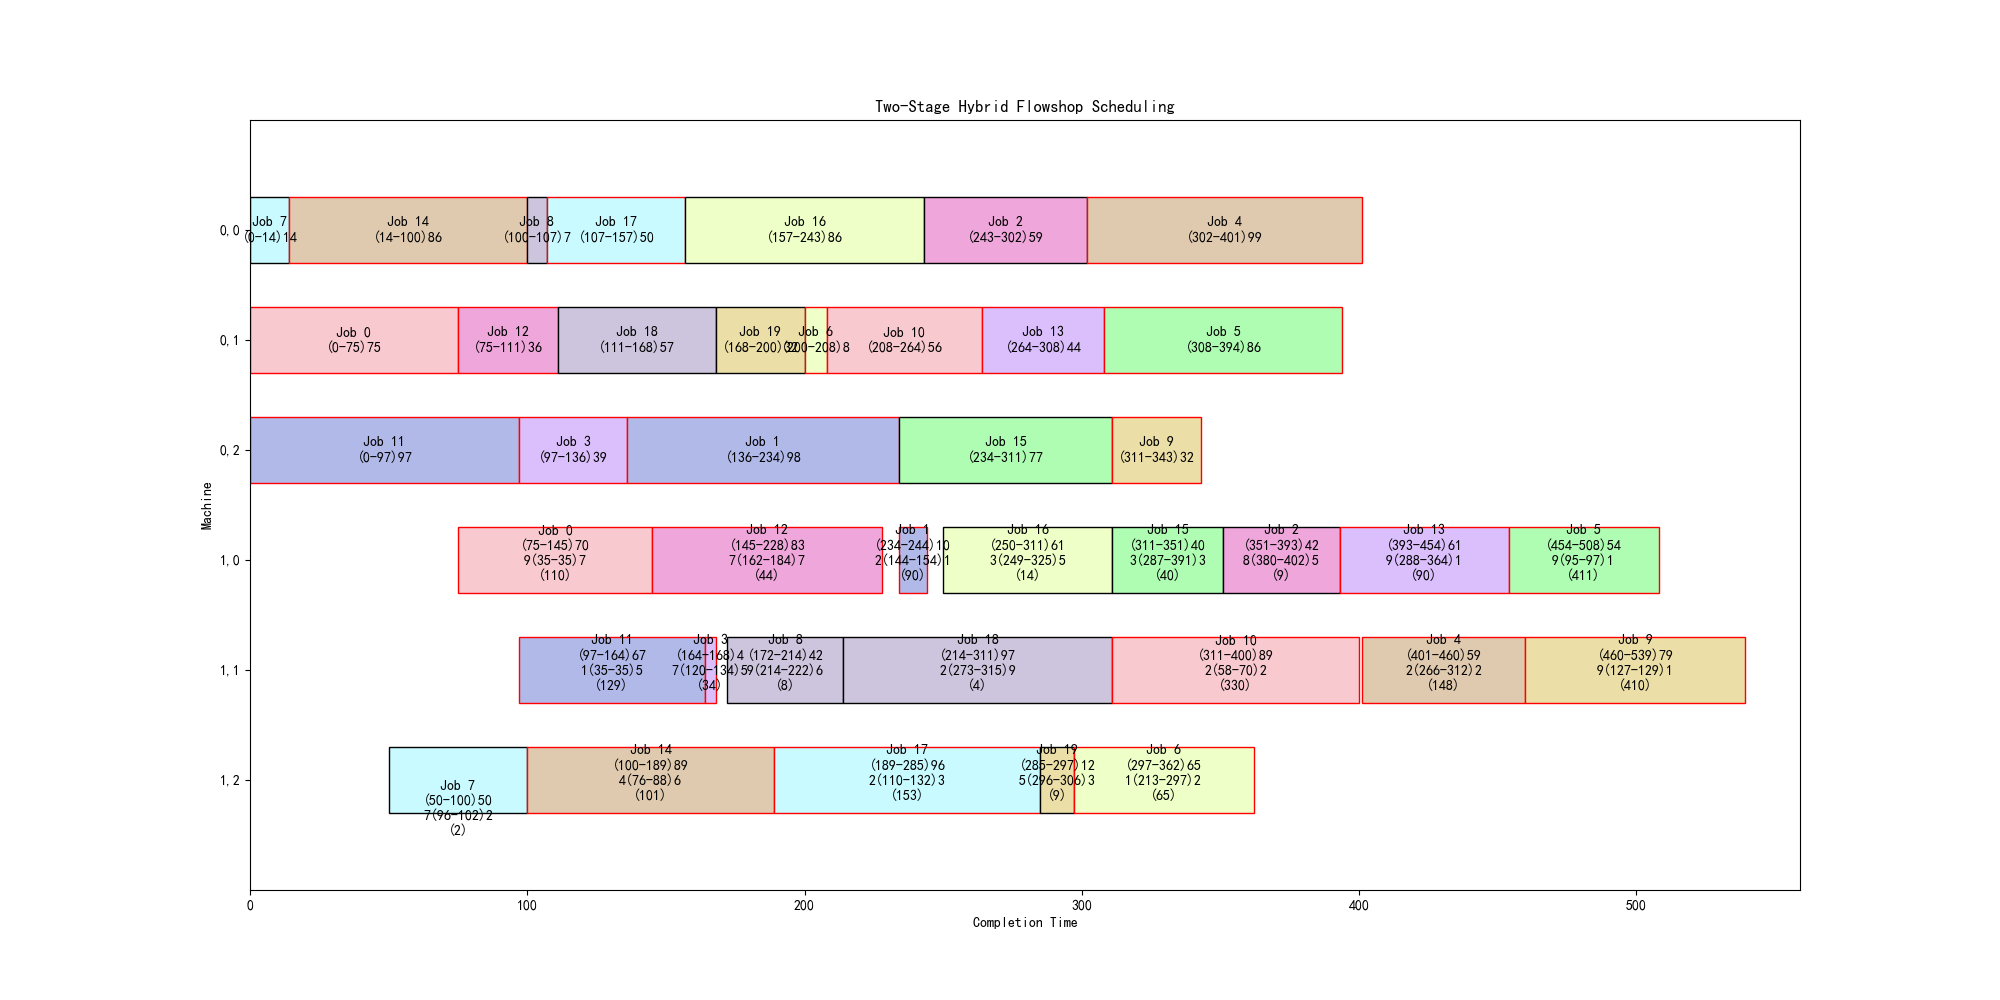 Two-Stage Hybrid Flowshop Scheduling
0,0
Job 7
(0-14)14
Job 14
(14-100)86
Job 8
(100-107)7
Job 17
(107-157)50
Job 16
(157-243)86
Job 2
(243-302)59
Job 4
(302-401)99
0,1
Job 0
(0-75)75
Job 12
(75-111)36
Job 18
(111-168)57
Job 19
(168-200)32
Job 6
(200-208)8
Job 10
(208-264)56
Job 13
(264-308)44
Job 5
(308-394)86
0,2
Job 11
(0-97)97
Job 3
(97-136)39
Job 1
(136-234)98
Job 15
(234-311)77
Job 9
(311-343)32
Machine
1,0
Job 0
(75-145)70
9(35-35)7
(110)
Job 12
(145-228)83
7(162-184)7
(44)
Job 1
(234-244)10
2(144-154)1
(90)
Job 16
(250-311)61
3(249-325)5
(14)
Job 15
(311-351)40
3(287-391)3
(40)
Job 2
(351-393)42
8(380-402)5
(9)
Job 13
(393-454)61
9(288-364)1
(90)
Job 5
(454-508)54
9(95-97)1
(411)
1,1
Job 11
(97-164)67
1(35-35)5
(129)
Job 3
(164-168)4
7(120-134)5
(34)
Job 8
(172-214)42
9(214-222)6
(8)
Job 18
(214-311)97
2(273-315)9
(4)
Job 10
(311-400)89
2(58-70)2
(330)
Job 4
(401-460)59
2(266-312)2
(148)
Job 9
(460-539)79
9(127-129)1
(410)
1,2
Job 7
(50-100)50
7(96-102)2
(2)
Job 14
(100-189)89
4(76-88)6
(101)
Job 17
(189-285)96
2(110-132)3
(153)
Job 19
(285-297)12
5(296-306)3
(9)
Job 6
(297-362)65
1(213-297)2
(65)
0 100 200 300 400 500
Completion Time